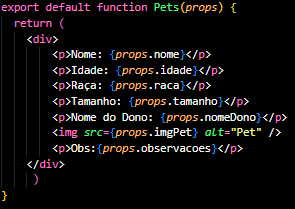 export default function Pets(props) {
  return (
    <div>
        <p>Nome: {props.nome}</p>
        <p>Idade: {props.idade}</p>
        <p>Raça: {props.raca}</p>
        <p>Tamanho: {props.tamanho}</p>
        <p>Nome do Dono: {props.nomeDono}</p>
        <img src={props.imgPet} alt="Pet" />
        <p>Obs:{props.observacoes}</p>
    </div>
     )
}